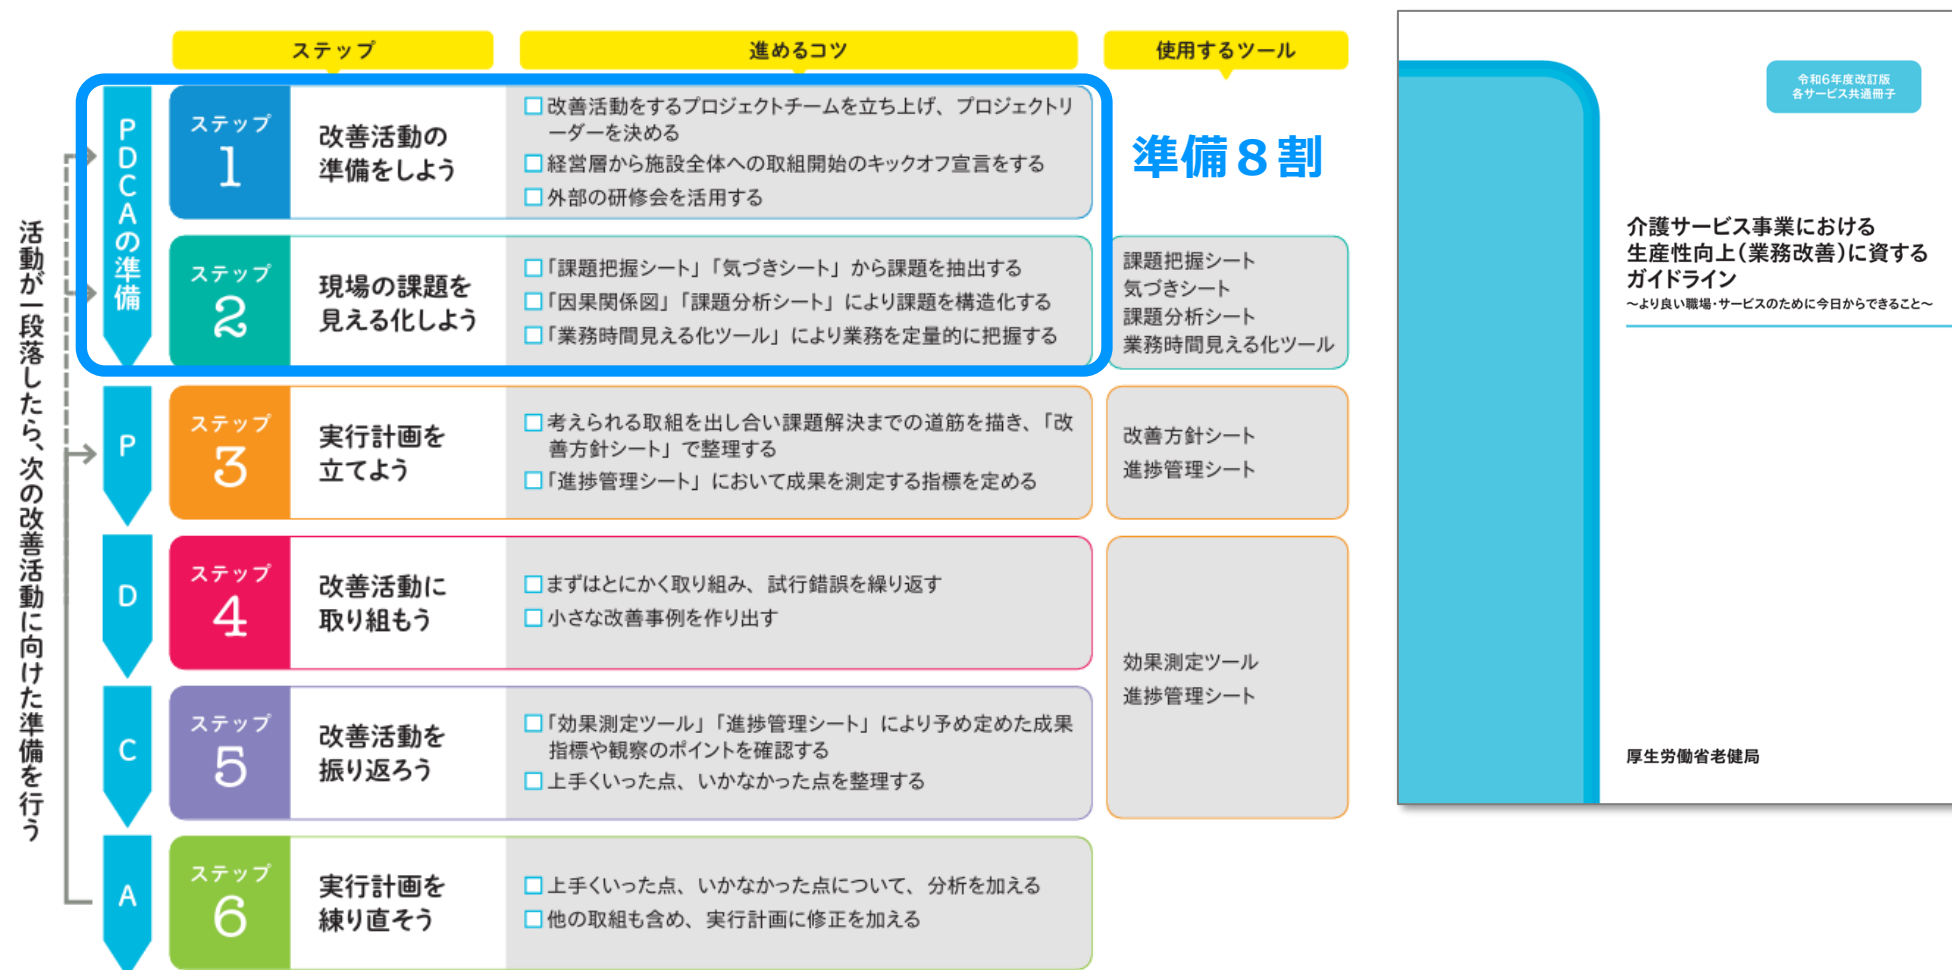 ステップ
進めるコツ
使用するツール
活動が一段落したら、次の改善活動に向けた準備を行う
PDCAの準備
ステップ
1
改善活動の
準備をしよう
改善活動をするプロジェクトチームを立ち上げ、プロジェクトリ
ーダーを決める
経営層から施設全体への取組開始のキックオフ宣言をする
外部の研修会を活用する
準備8割
ステップ
2
現場の課題を
見える化しよう
「課題把握シート」「気づきシート」から課題を抽出する
「因果関係図」「課題分析シート」により課題を構造化する
「業務時間見える化ツール」により業務を定量的に把握する
課題把握シート
気づきシート
課題分析シート
業務時間見える化ツール
P
ステップ
3
実行計画を
立てよう
考えられる取組を出し合い課題解決までの道筋を描き、「改
善方針シート」で整理する
「進捗管理シート」において成果を測定する指標を定める
改善方針シート
進捗管理シート
D
ステップ
4
改善活動に
取り組もう
まずはとにかく取り組み、試行錯誤を繰り返す
小さな改善事例を作り出す
効果測定ツール
進捗管理シート
C
ステップ
5
改善活動を
振り返ろう
「効果測定ツール」「進捗管理シート」により予め定めた成果
指標や観察のポイントを確認する
上手くいった点、いかなかった点を整理する
A
ステップ
6
実行計画を
練り直そう
上手くいった点、いかなかった点について、分析を加える
他の取組も含め、実行計画に修正を加える
令和6年度改訂版
各サービス共通冊子
介護サービス事業における
生産性向上(業務改善)に資する
ガイドライン
～より良い職場・サービスのために今日からできること～
厚生労働省老健局